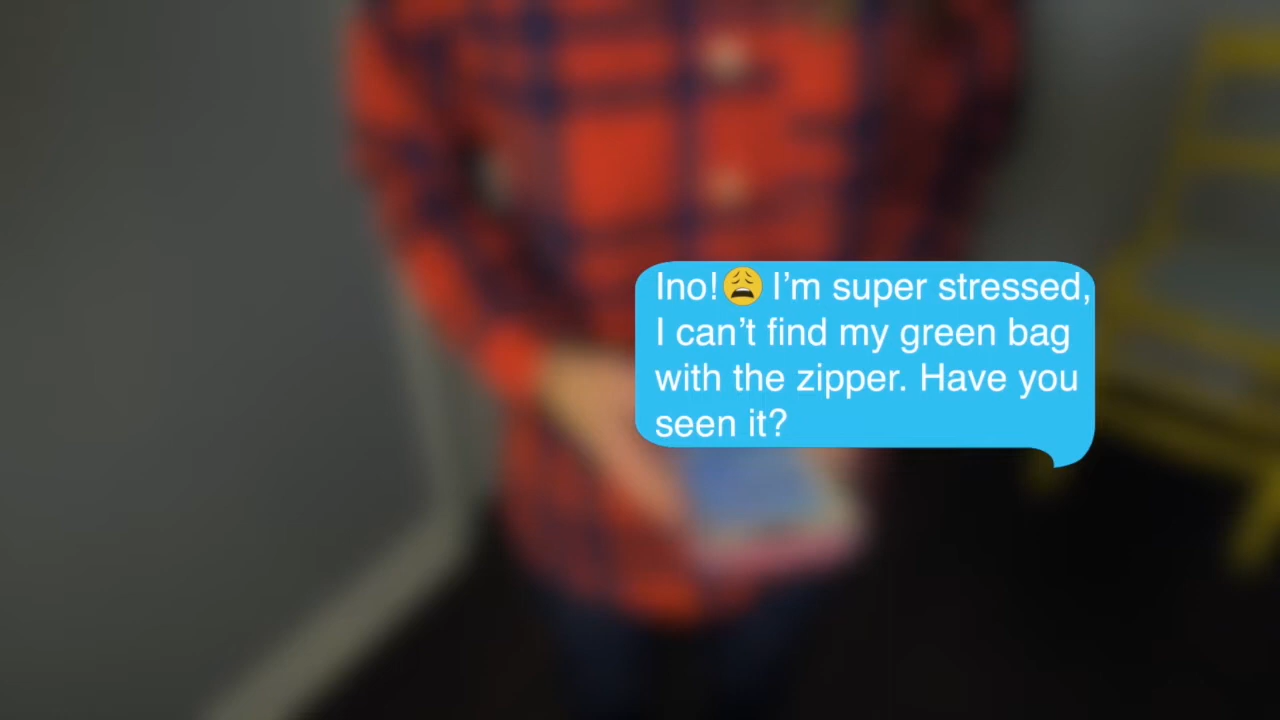 Ino!😩 I’m super stressed,
I can’t find my green bag
with the zipper. Have you
seen it?